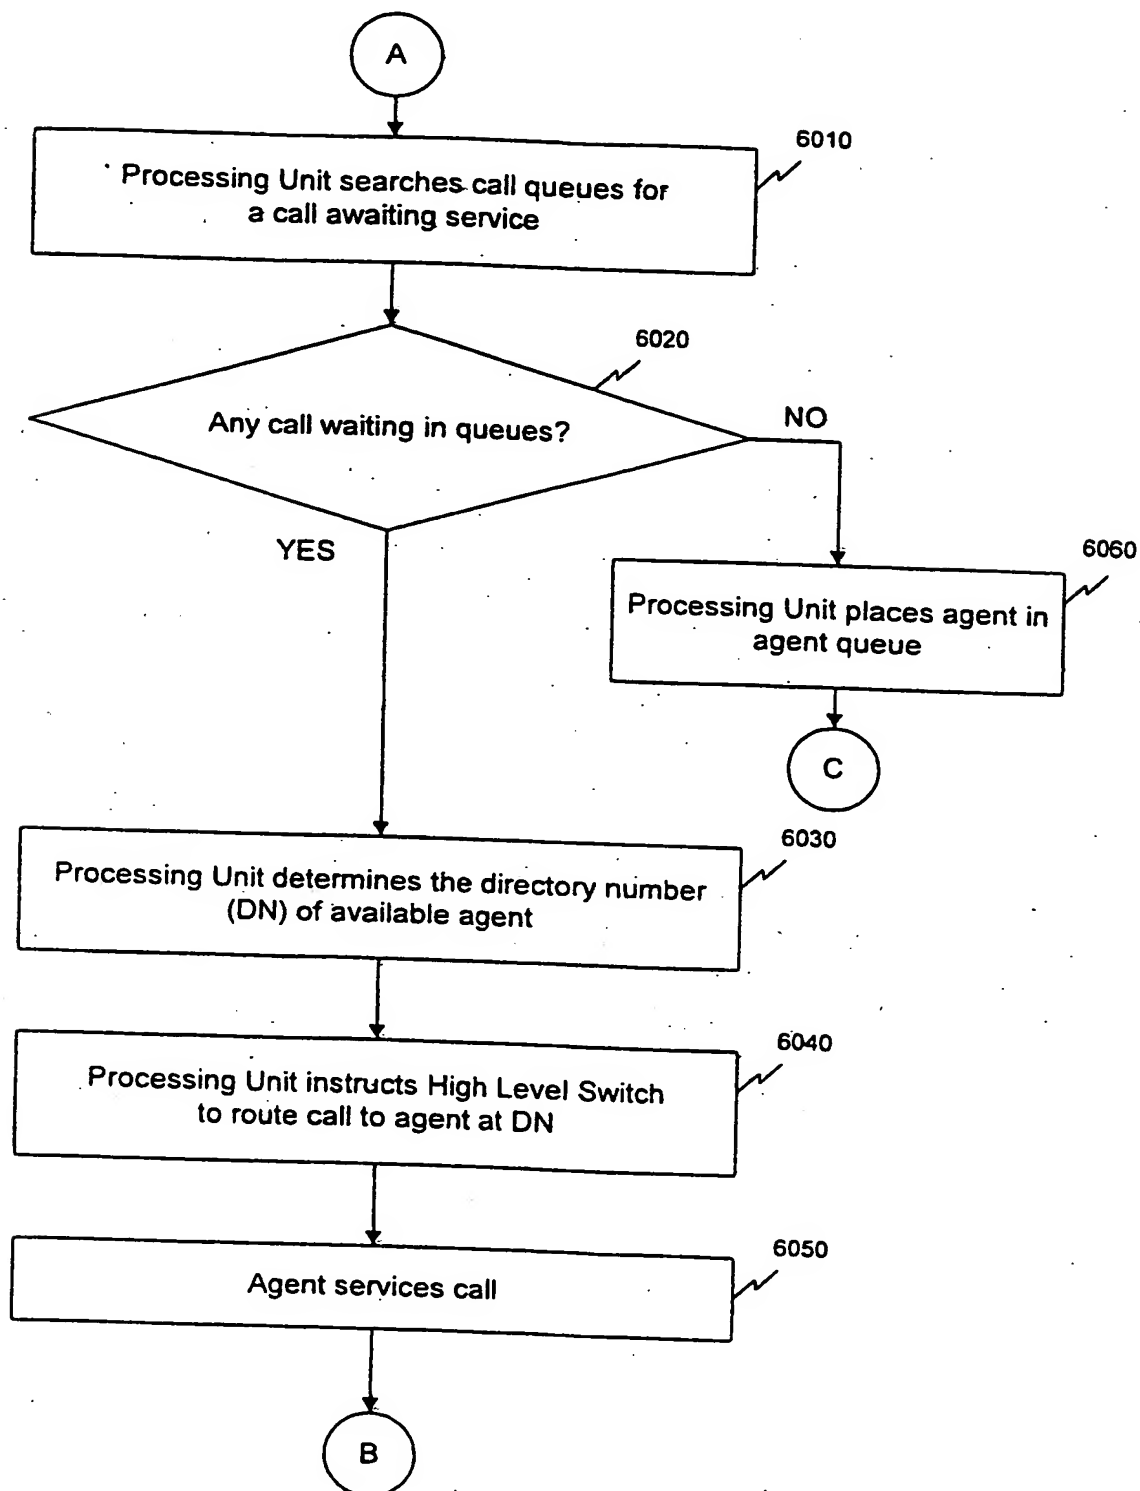 A
6010
Processing Unit searches call queues for
a call awaiting service
6020
Any call waiting in queues?
NO
YES
6060
Processing Unit places agent in
agent queue
C
6030
Processing Unit determines the directory number
(DN) of available agent
6040
Processing Unit instructs High Level Switch
to route call to agent at DN
6050
Agent services call
B